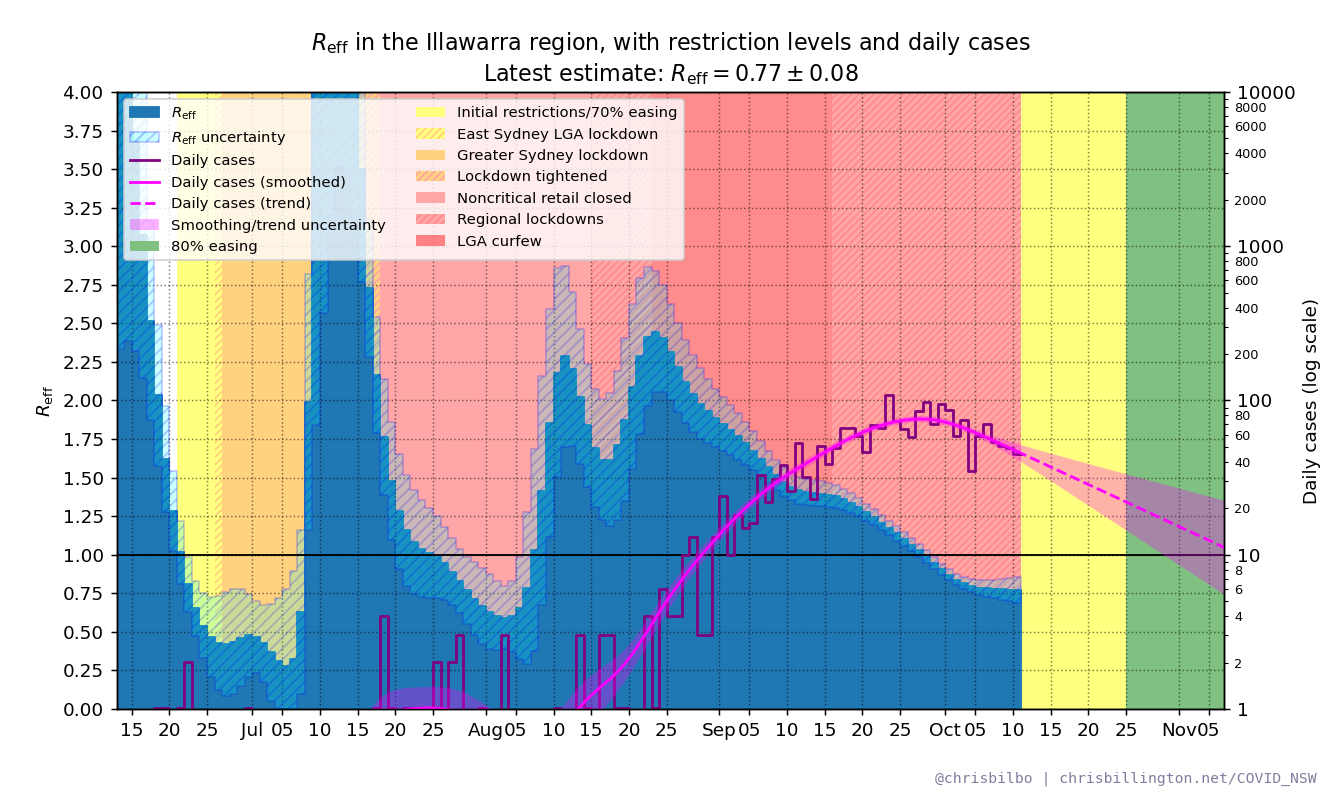 Reff in the Illawarra region, with restriction levels and daily cases
Latest estimate: Reff = 0.77 ± 0.08
Reff
Reff uncertainty
Daily cases
Daily cases (smoothed)
Daily cases (trend)
Smoothing/trend uncertainty
80% easing
Initial restrictions/70% easing
East Sydney LGA lockdown
Greater Sydney lockdown
Lockdown tightened
Noncritical retail closed
Regional lockdowns
LGA curfew
4.00
3.75
3.50
3.25
3.00
2.75
2.50
2.25
2.00
1.75
1.50
1.25
1.00
0.75
0.50
0.25
0.00
Reff
10000
8000
6000
4000
2000
1000
800
600
400
200
100
80
60
40
20
10
8
6
4
2
1
Daily cases (log scale)
15 20 25 Jul 05 10 15 20 25 Aug 05 10 15 20 25 Sep 05 10 15 20 25 Oct 05 10 15 20 25 Nov 05
@chrisbilbo | chrisbillington.net/COVID_NSW